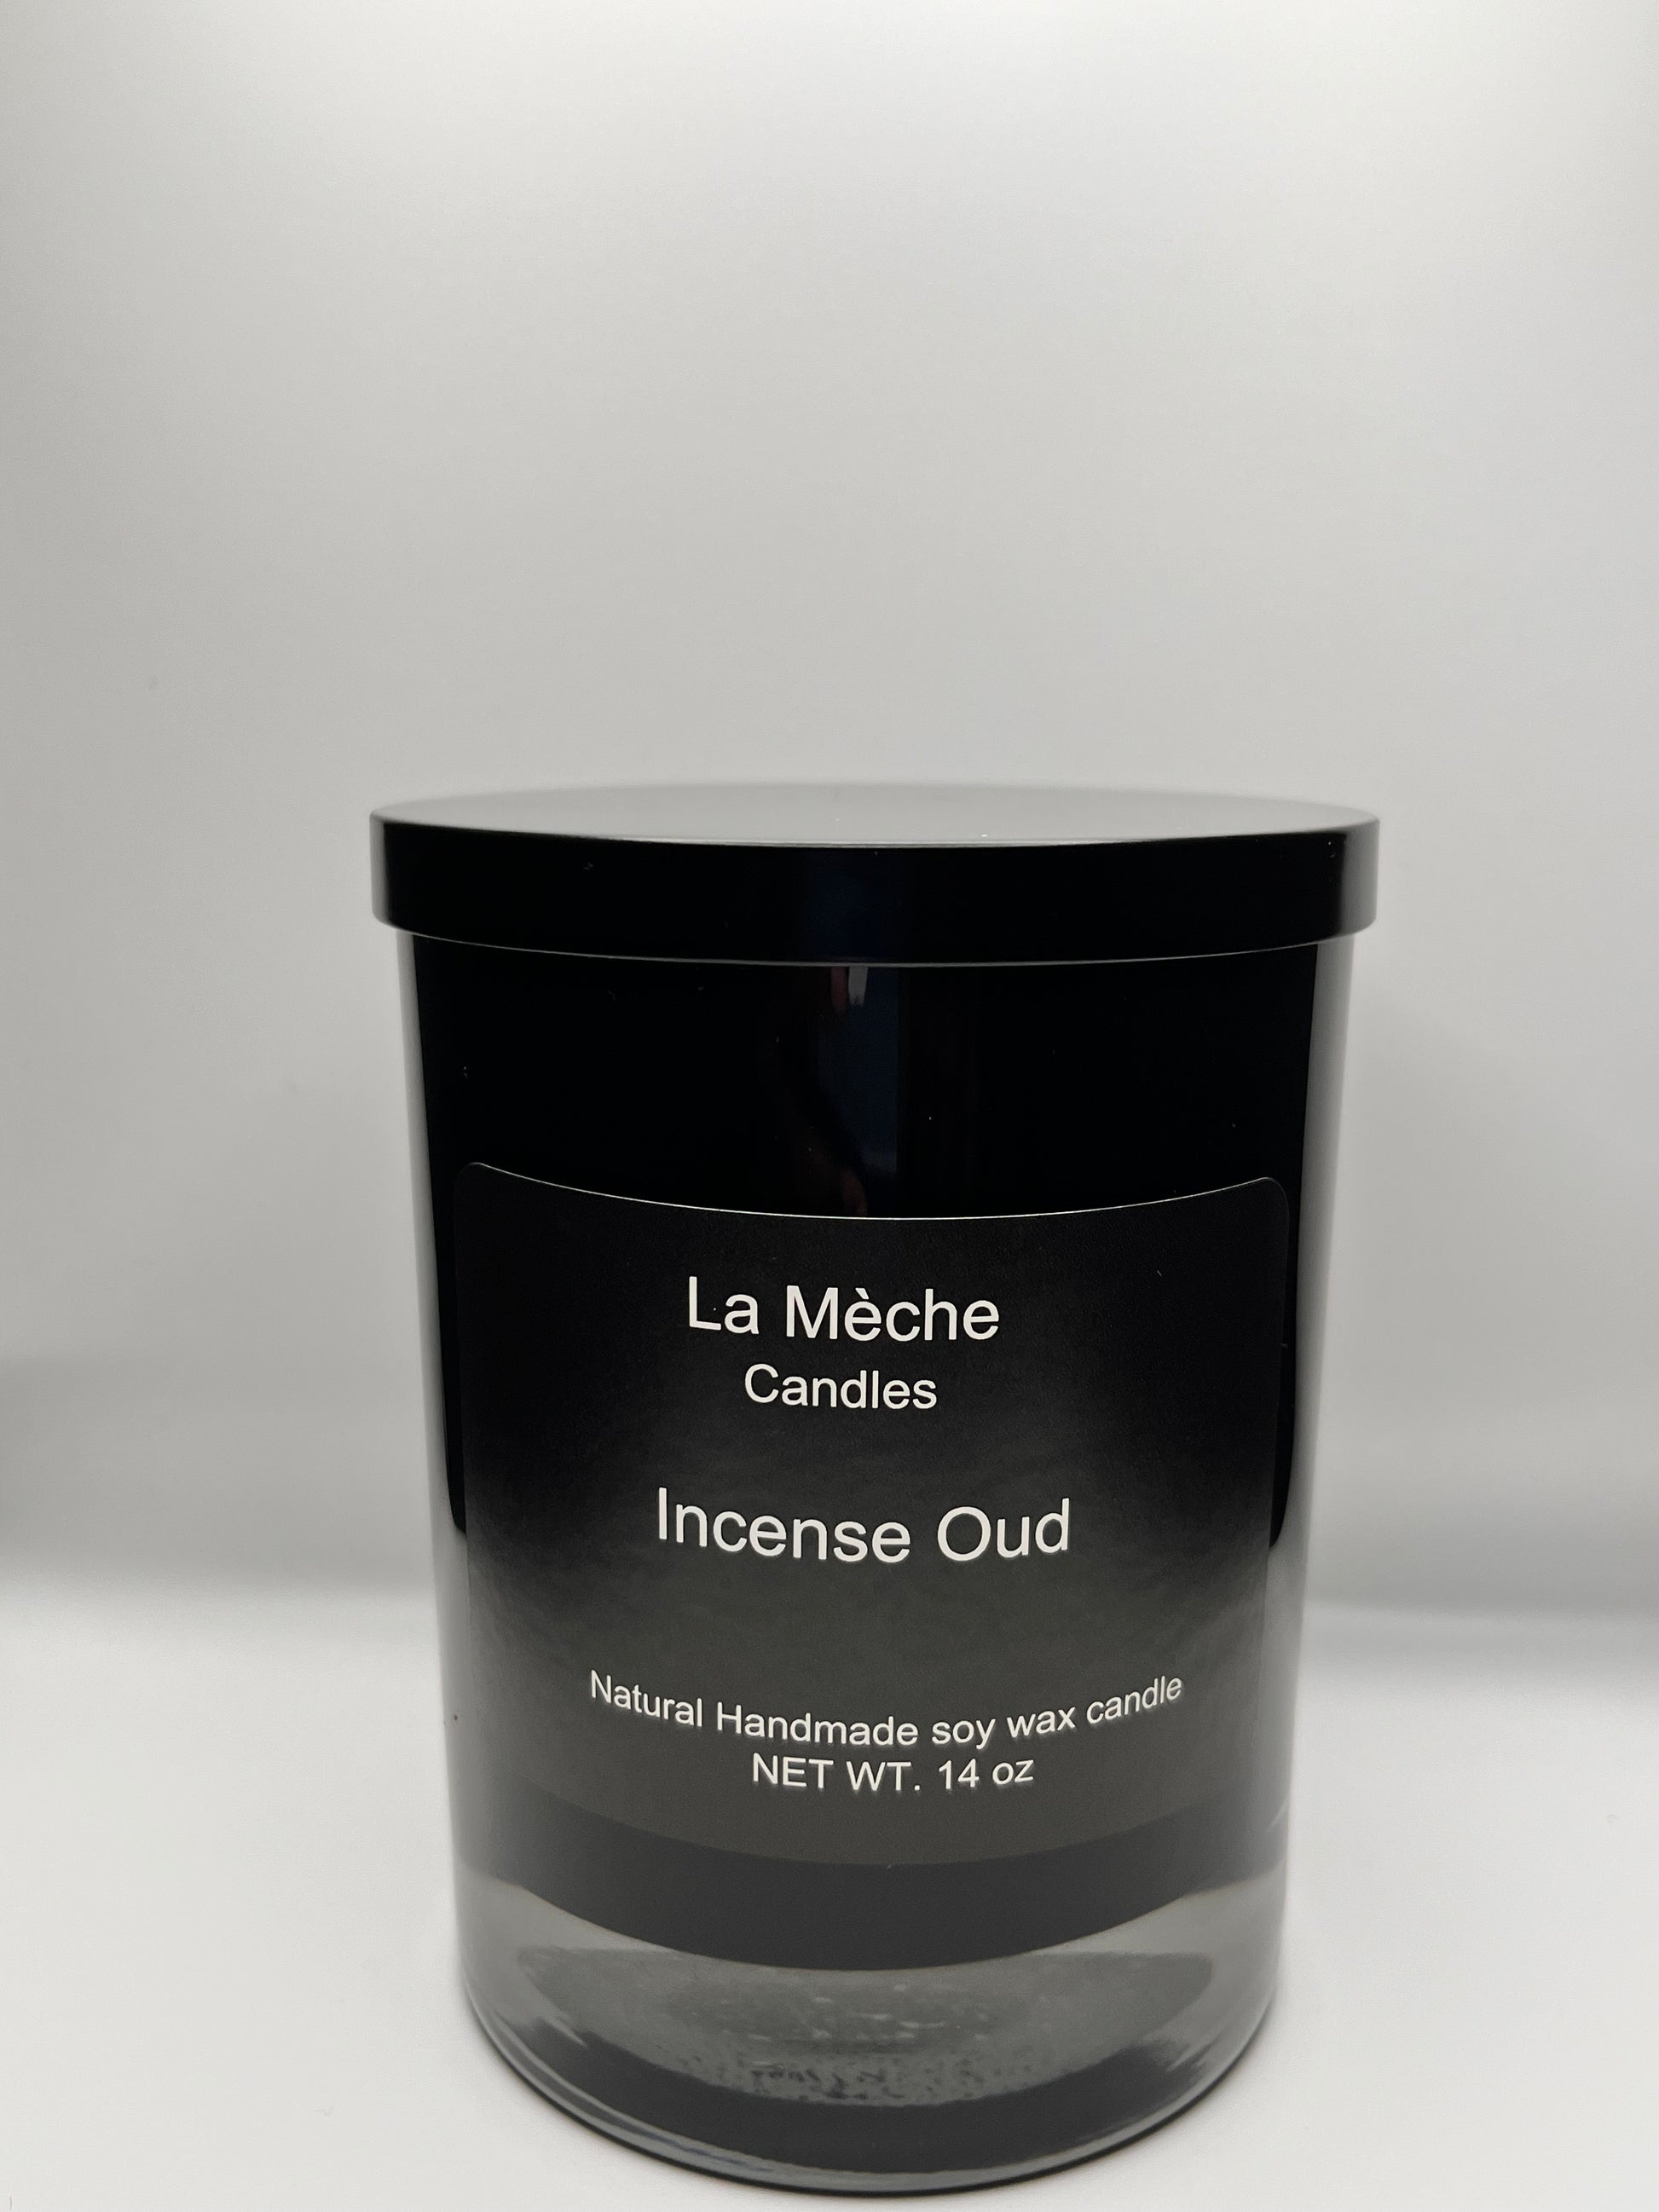 La Mèche
Candles
Incense Oud
Natural Handmade soy wax candle
NET WT. 14 oz